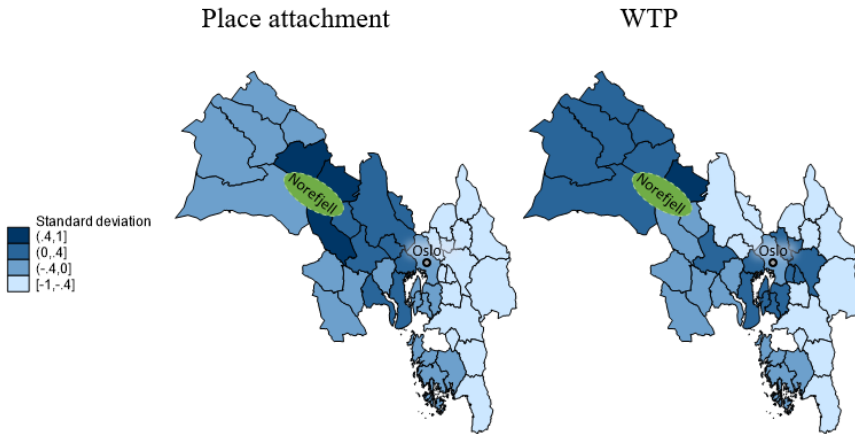 Place attachment
WTP
Norefjell
Norefjell
Standard deviation
(.4,1]
(0,.4]
(-.4,0]
[-1,-.4]
Oslo
Oslo